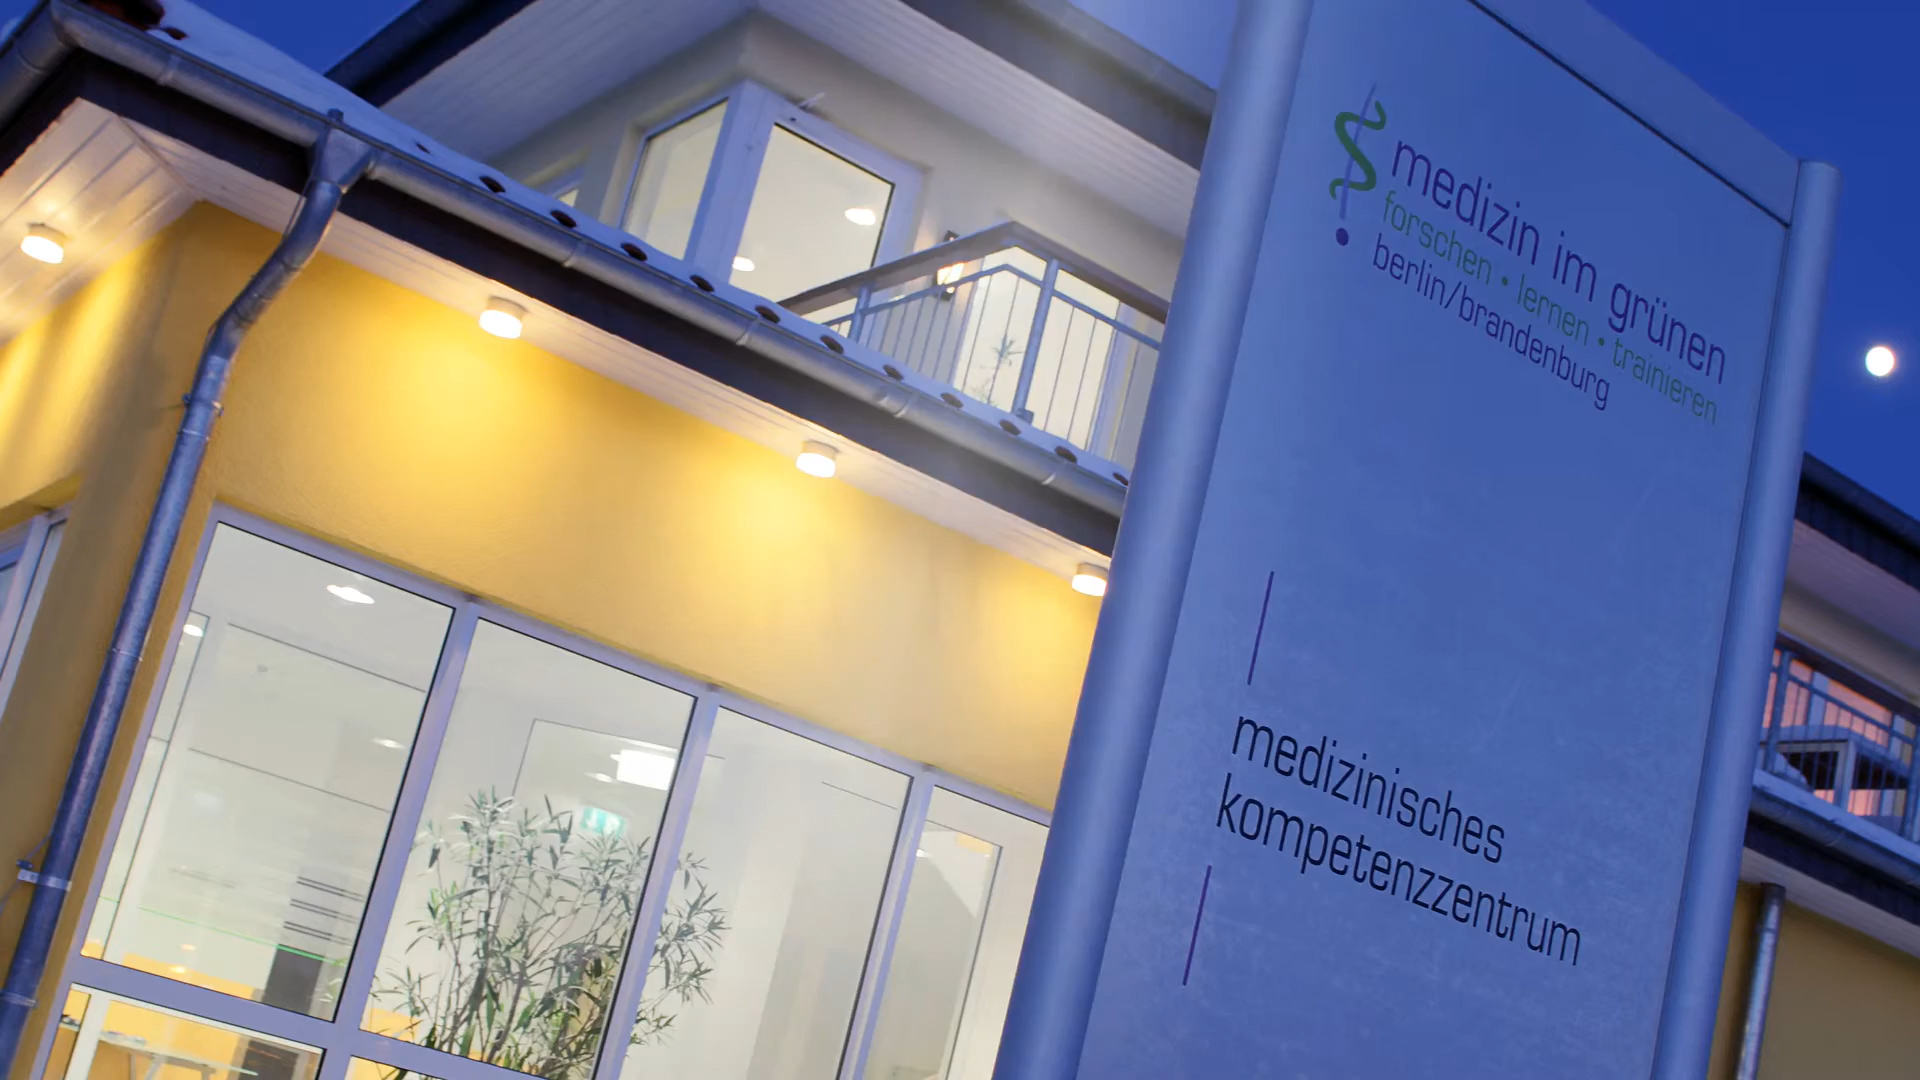 medizin im grünen
forschen • lernen • trainieren
berlin/brandenburg
medizinisches
kompetenzzentrum